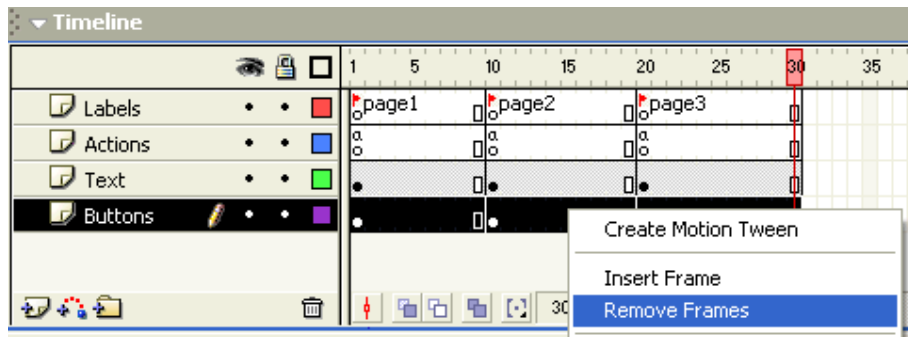 Timeline
1 5 10 15 20 25 30 35
Labels page1 page2 page3
Actions a a a
Text
Buttons
Create Motion Tween
Insert Frame
30
Remove Frames